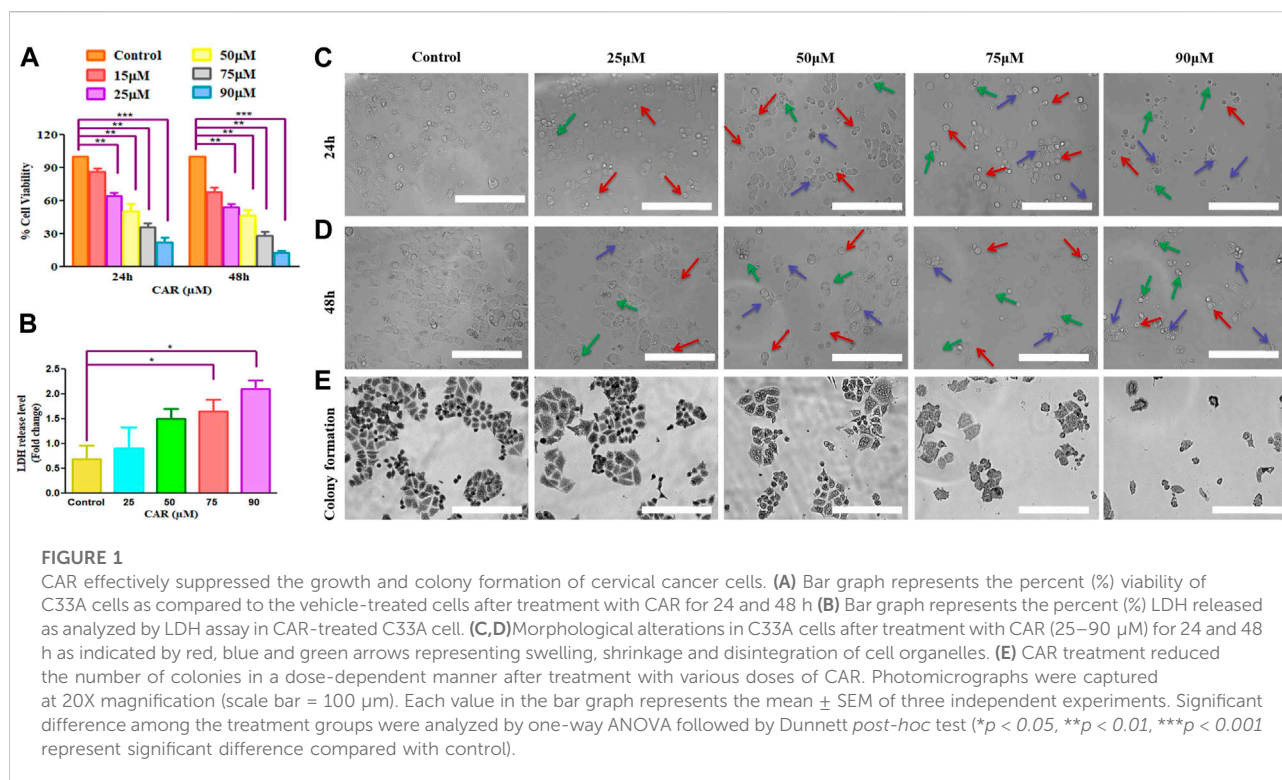 A
Control
15µM
25µM
50µM
75µM
90µM
***
**
**
**
***
**
**
**
% Cell Viability
120
90
60
30
0
24h
48h
CAR (µM)
B
*
*
LDH release level
(Fold change)
2.5
2.0
1.5
1.0
0.5
0.0
Control
25
50
75
90
CAR (µM)
C
Control
25µM
50µM
75µM
90µM
24h
D
48h
E
Colony formation
FIGURE 1
CAR effectively suppressed the growth and colony formation of cervical cancer cells. (A) Bar graph represents the percent (%) viability of
C33A cells as compared to the vehicle-treated cells after treatment with CAR for 24 and 48 h (B) Bar graph represents the percent (%) LDH released
as analyzed by LDH assay in CAR-treated C33A cell. (C,D)Morphological alterations in C33A cells after treatment with CAR (25–90 µM) for 24 and 48
h as indicated by red, blue and green arrows representing swelling, shrinkage and disintegration of cell organelles. (E) CAR treatment reduced
the number of colonies in a dose-dependent manner after treatment with various doses of CAR. Photomicrographs were captured
at 20X magnification (scale bar = 100 µm). Each value in the bar graph represents the mean ± SEM of three independent experiments. Significant
difference among the treatment groups were analyzed by one-way ANOVA followed by Dunnett post-hoc test (*p < 0.05, **p < 0.01, ***p < 0.001
represent significant difference compared with control).